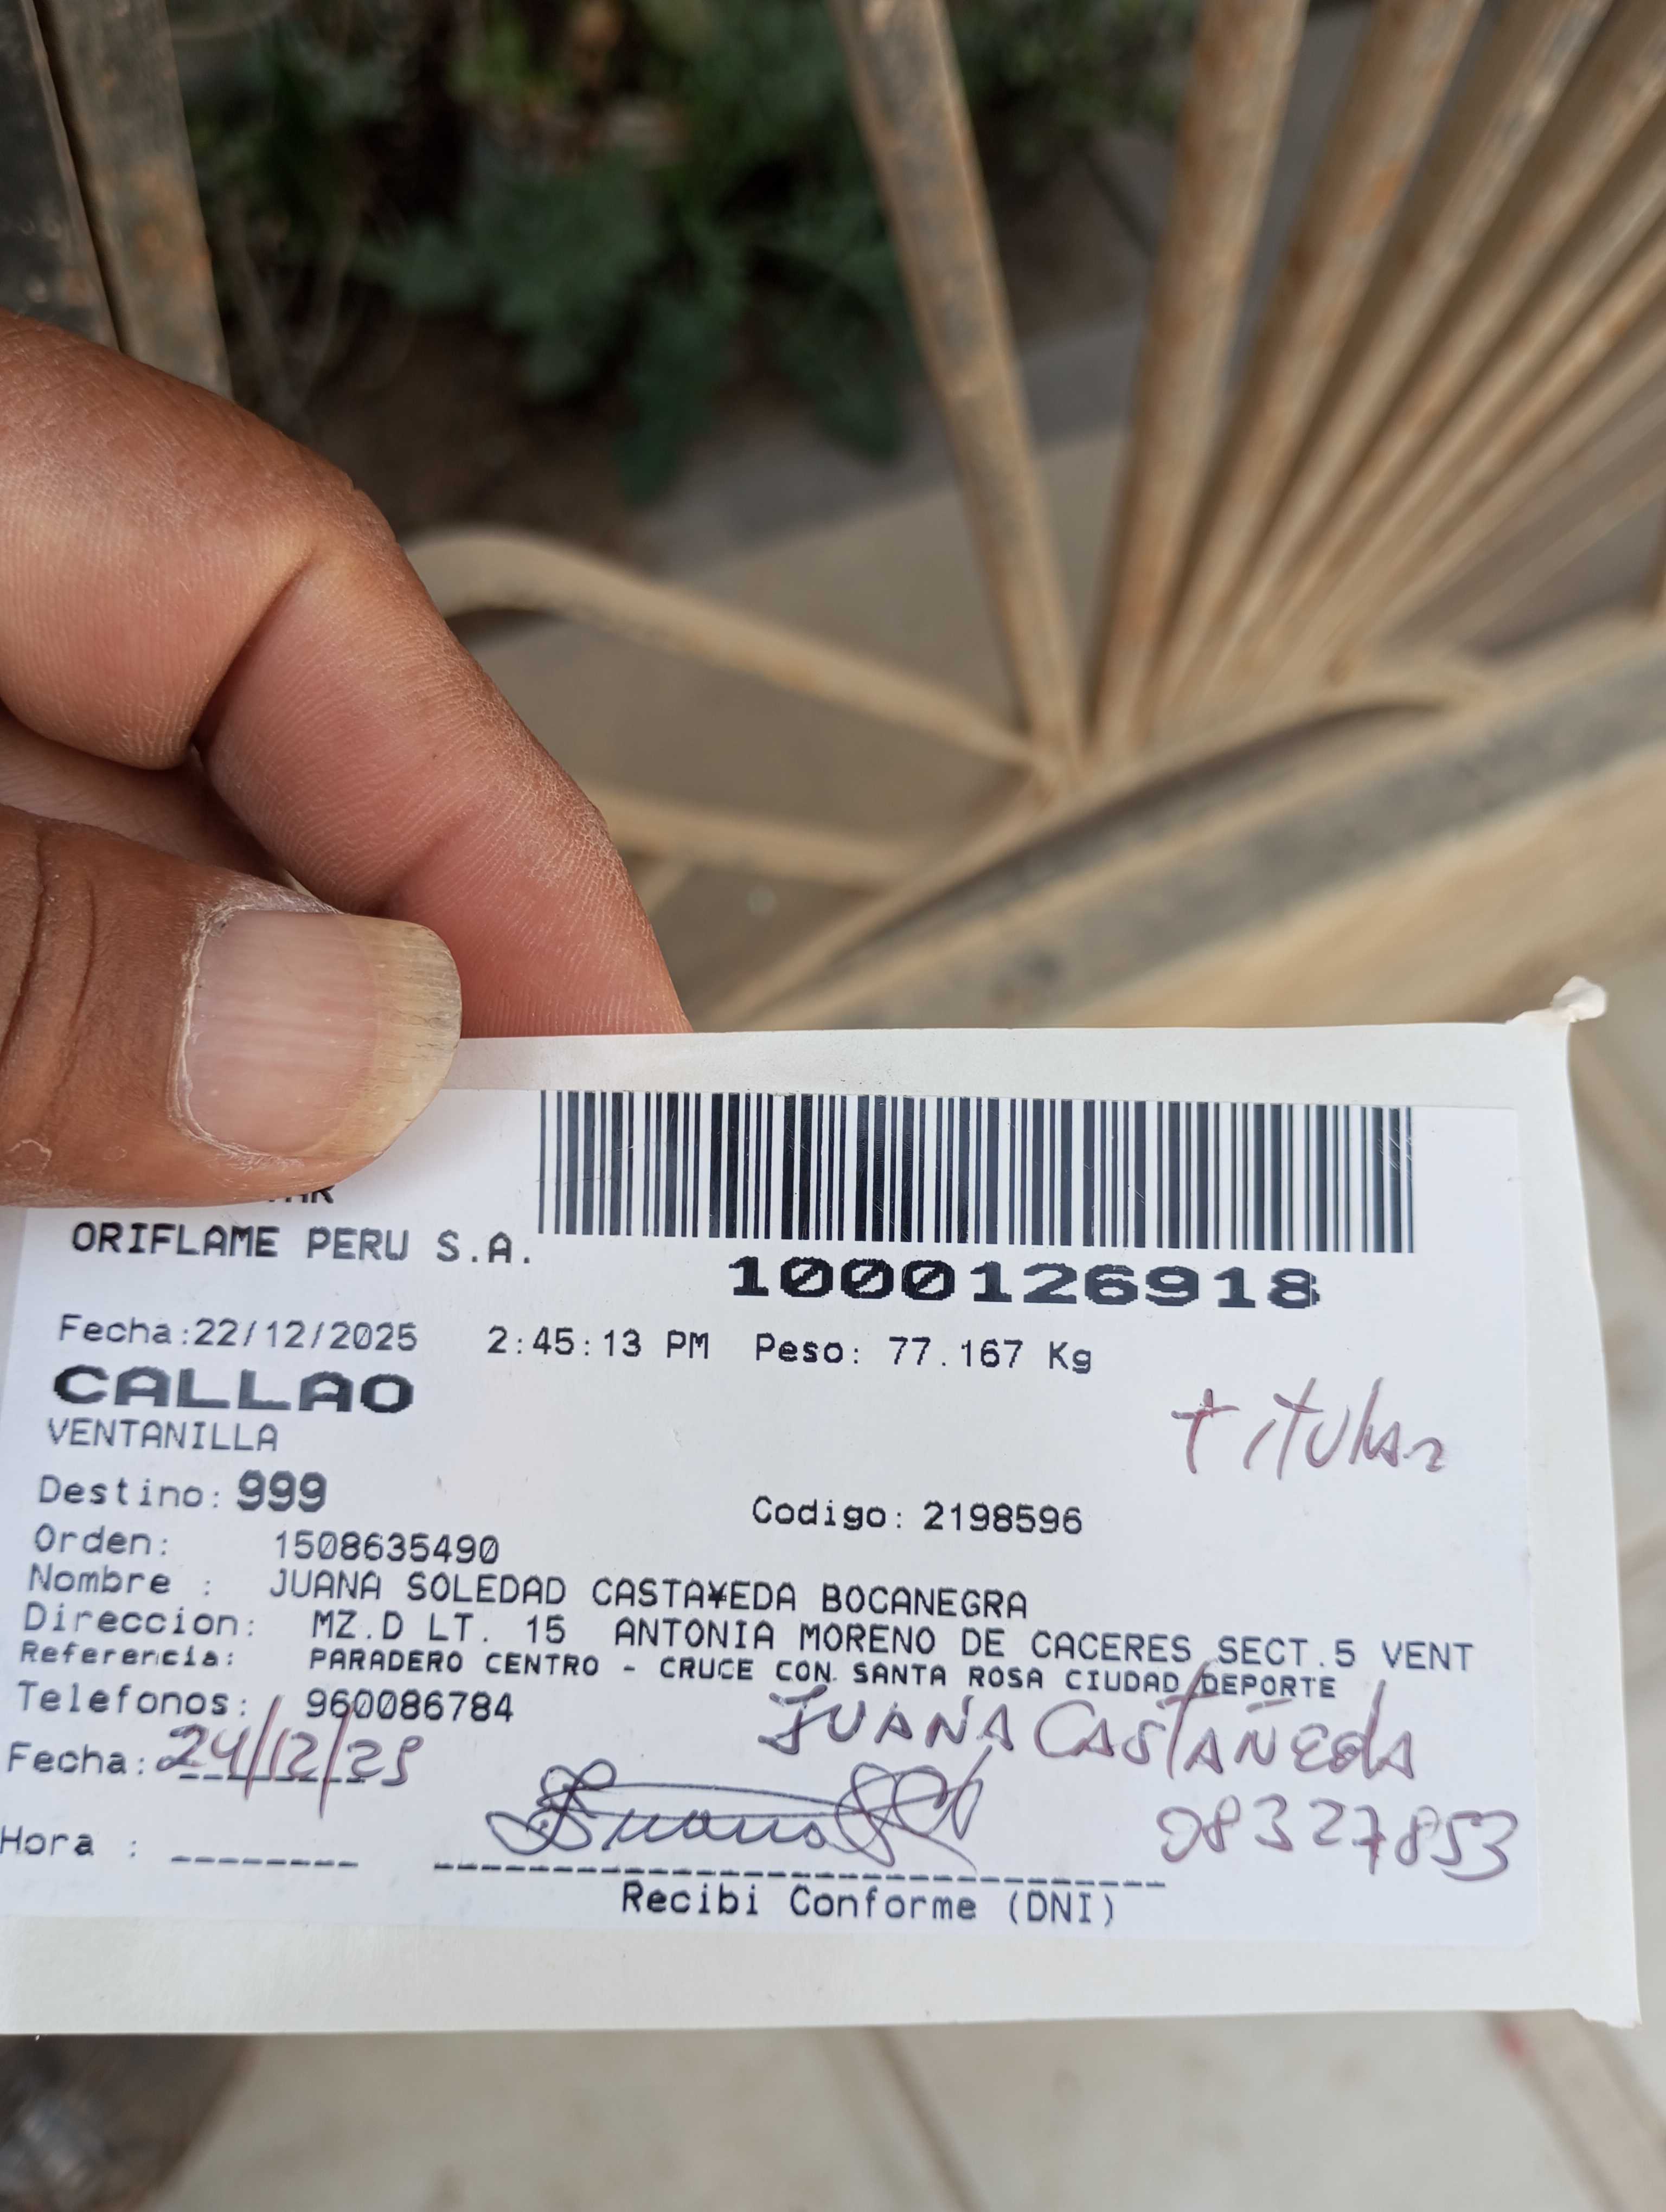 ORIFLAME PERU S.A.
1000126918
Fecha:22/12/2025 2:45:13 PM Peso: 77.167 Kg
CALLAO
titular
VENTANILLA
Destino: 999 Codigo: 2198596
Orden: 1508635490
Nombre : JUANA SOLEDAD CASTA¥EDA BOCANEGRA
Direccion: MZ.D LT. 15 ANTONIA MORENO DE CACERES SECT.5 VENT
Referencia: PARADERO CENTRO - CRUCE CON SANTA ROSA CIUDAD DEPORTE
Telefonos: 960086784
JUANA CASTAÑEDA
Fecha: 24/12/25
08327853
Hora :
Recibi Conforme (DNI)